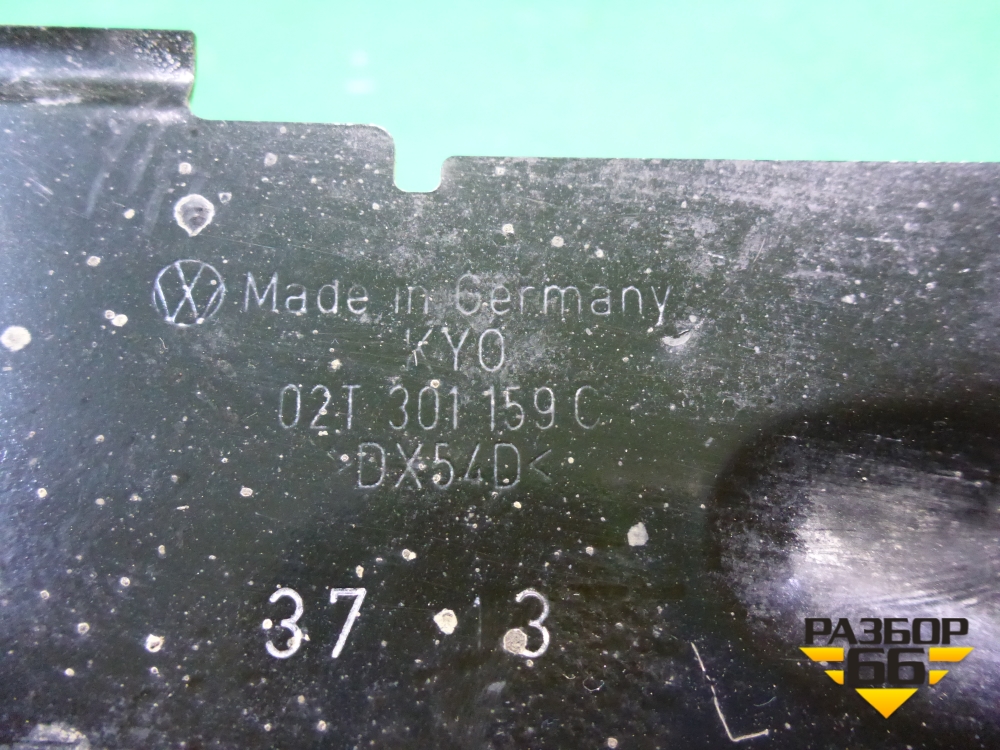 Made in Germany
KYO
02T 301 159 C
>DX54D<
37 3
L
РАЗБОР
66